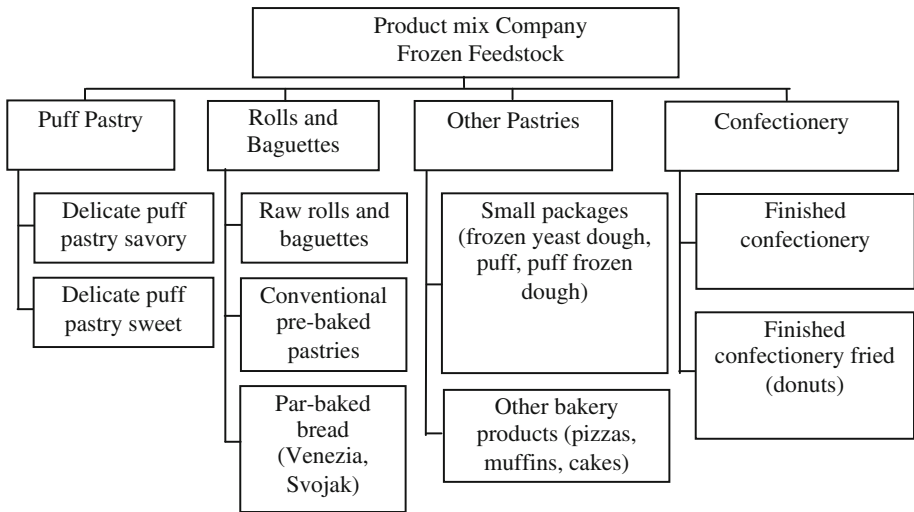 Product mix Company
Frozen Feedstock
Puff Pastry
Rolls and
Baguettes
Other Pastries
Confectionery
Delicate puff
pastry savory
Delicate puff
pastry sweet
Raw rolls and
baguettes
Conventional
pre-baked
pastries
Par-baked
bread
(Venezia,
Svojak)
Small packages
(frozen yeast dough,
puff, puff frozen
dough)
Other bakery
products (pizzas,
muffins, cakes)
Finished
confectionery
Finished
confectionery fried
(donuts)